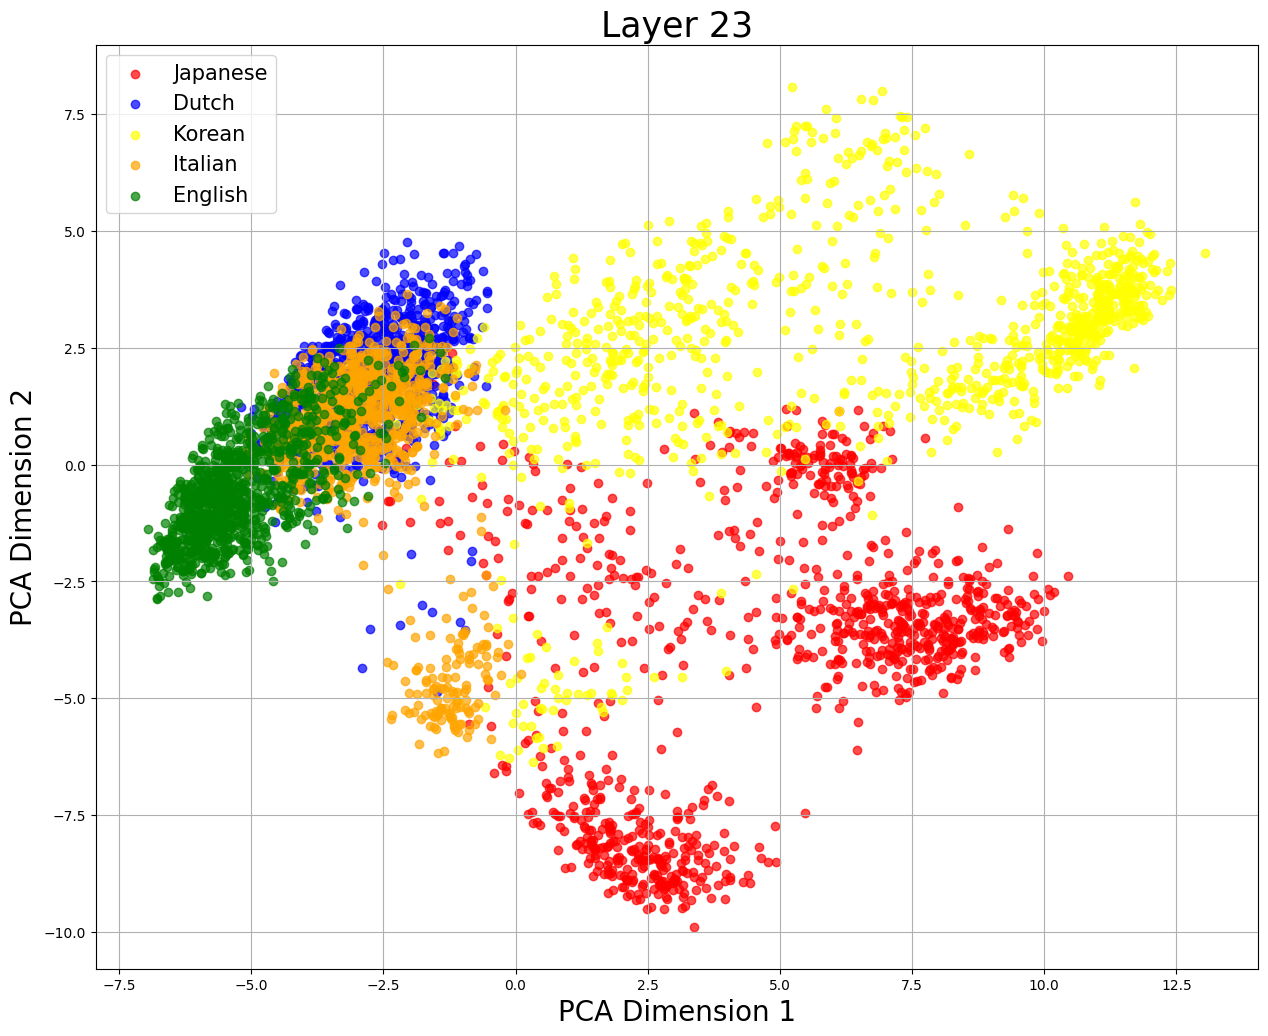 Layer 23
Japanese
Dutch
Korean
Italian
English
7.5
5.0
2.5
0.0
−2.5
−5.0
−7.5
−10.0
PCA Dimension 2
−7.5 −5.0 −2.5 0.0 2.5 5.0 7.5 10.0 12.5
PCA Dimension 1